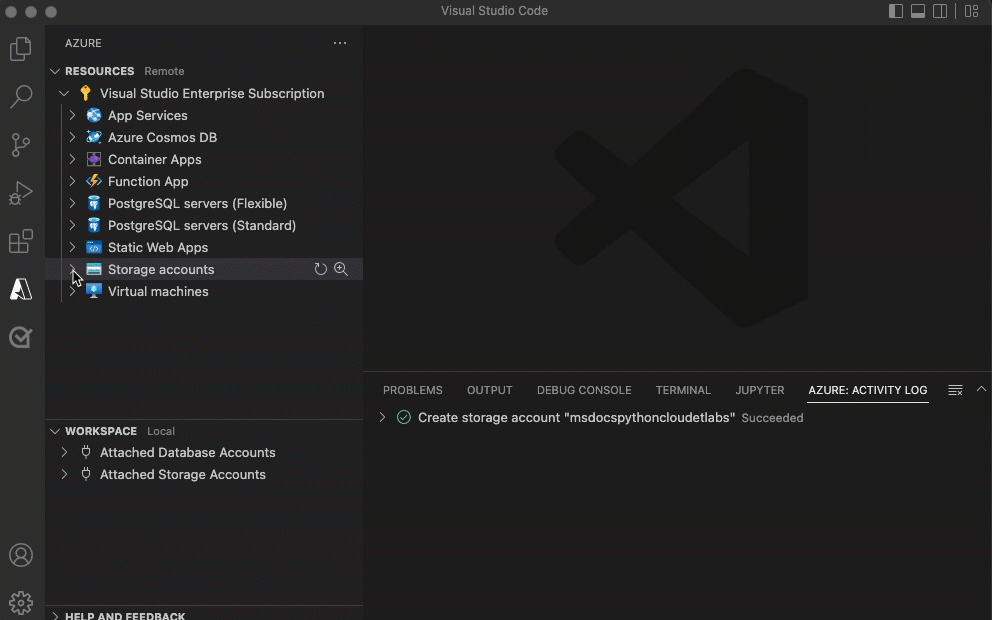 Visual Studio Code
AZURE
RESOURCES Remote
Visual Studio Enterprise Subscription
App Services
Azure Cosmos DB
Container Apps
Function App
PostgreSQL servers (Flexible)
PostgreSQL servers (Standard)
Static Web Apps
Storage accounts
Virtual machines
WORKSPACE Local
Attached Database Accounts
Attached Storage Accounts
HELP AND FEEDBACK
PROBLEMS OUTPUT DEBUG CONSOLE TERMINAL JUPYTER AZURE: ACTIVITY LOG
Create storage account "msdocspythoncloudetlabs" Succeeded